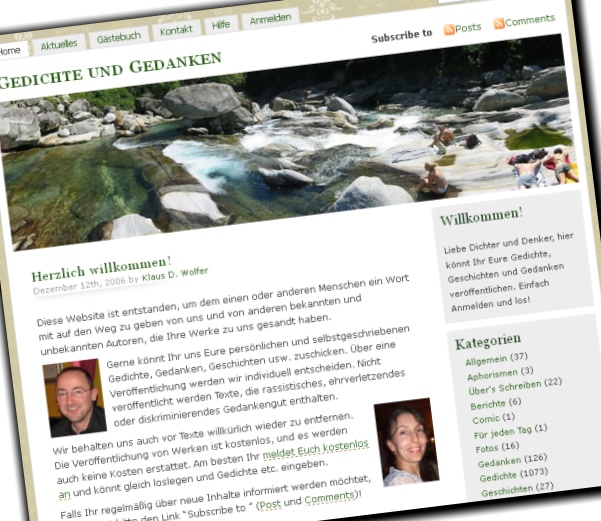 Home Aktuelles Gästebuch Kontakt Hilfe Anmelden
Subscribe to Posts Comments
GEDICHTE UND GEDANKEN
Herzlich willkommen!
Dezember 12th, 2006 by Klaus D. Wolfer
Diese Website ist entstanden, um dem einen oder anderen Menschen ein Wort
mit auf den Weg zu geben von uns und von anderen bekannten und
unbekannten Autoren, die Ihre Werke zu uns gesandt haben.
Gerne könnt Ihr uns Eure persönlichen und selbstgeschriebenen
Gedichte, Gedanken, Geschichten usw. zuschicken. Über eine
Veröffentlichung werden wir individuell entscheiden. Nicht
veröffentlicht werden Texte, die rassistisches, ehrverletzendes
oder diskriminierendes Gedankengut enthalten.
Wir behalten uns auch vor Texte willkürlich wieder zu entfernen.
Die Veröffentlichung von Werken ist kostenlos, und es werden
auch keine Kosten erstattet. Am besten Ihr meldet Euch kostenlos
an und könnt gleich loslegen und Gedichte etc. eingeben.
Falls Ihr regelmäßig über neue Inhalte informiert werden möchtet,
den Link "Subscribe to " (Post und Comments)!
Willkommen!
Liebe Dichter und Denker, hier
könnt Ihr Eure Gedichte,
Geschichten und Gedanken
veröffentlichen. Einfach
Anmelden und los!
Kategorien
Allgemein (37)
Aphorismen (3)
Über's Schreiben (22)
Berichte (6)
Comic (1)
Für jeden Tag (1)
Fotos (16)
Gedanken (126)
Gedichte (1073)
Geschichten (27)